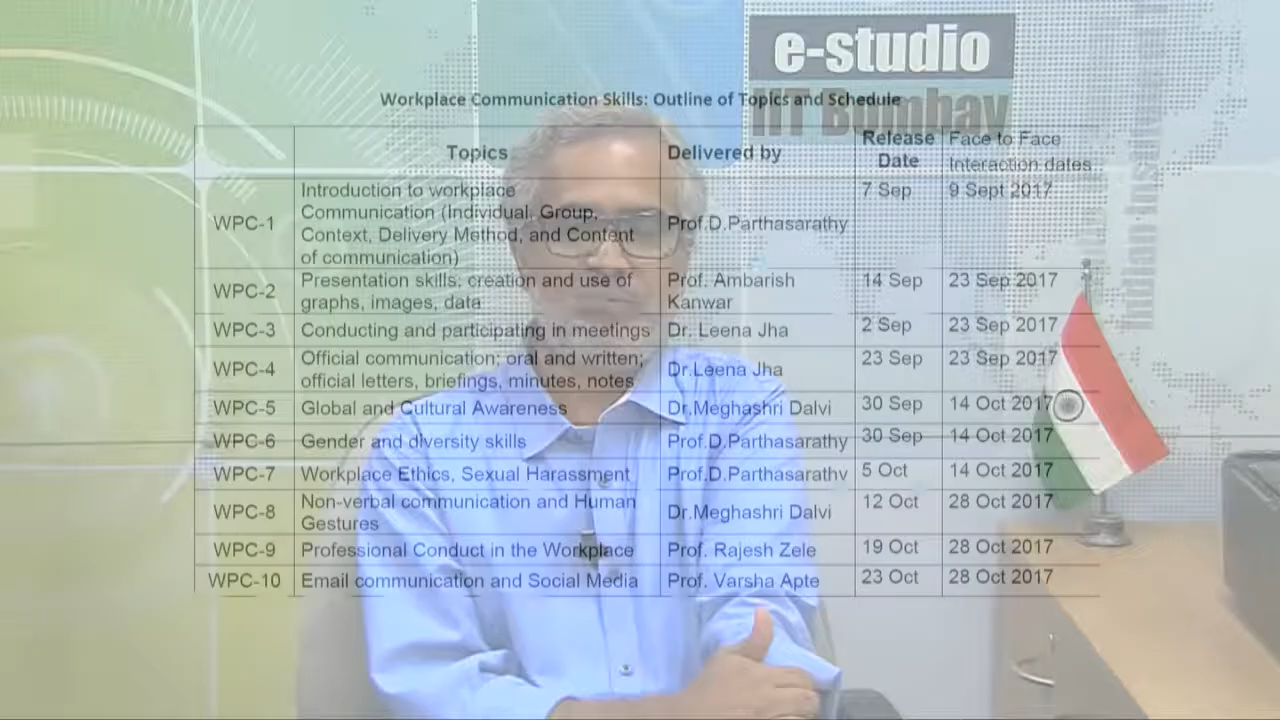 e-studio
IIT Bombay
Workplace Communication Skills: Outline of Topics and Schedule
Topics Delivered by Release Date Face to Face Interaction dates
WPC-1 Introduction to workplace Communication (Individual, Group, Context, Delivery Method, and Content of communication) Prof.D.Parthasarathy 7 Sep 9 Sept 2017
WPC-2 Presentation skills: creation and use of graphs, images, data Prof. Ambarish Kanwar 14 Sep 23 Sep 2017
WPC-3 Conducting and participating in meetings Dr. Leena Jha 2 Sep 23 Sep 2017
WPC-4 Official communication; oral and written; official letters, briefings, minutes, notes Dr.Leena Jha 23 Sep 23 Sep 2017
WPC-5 Global and Cultural Awareness Dr.Meghashri Dalvi 30 Sep 14 Oct 2017
WPC-6 Gender and diversity skills Prof.D.Parthasarathy 30 Sep 14 Oct 2017
WPC-7 Workplace Ethics, Sexual Harassment Prof.D.Parthasarathy 5 Oct 14 Oct 2017
WPC-8 Non-verbal communication and Human Gestures Dr.Meghashri Dalvi 12 Oct 28 Oct 2017
WPC-9 Professional Conduct in the Workplace Prof. Rajesh Zele 19 Oct 28 Oct 2017
WPC-10 Email communication and Social Media Prof. Varsha Apte 23 Oct 28 Oct 2017